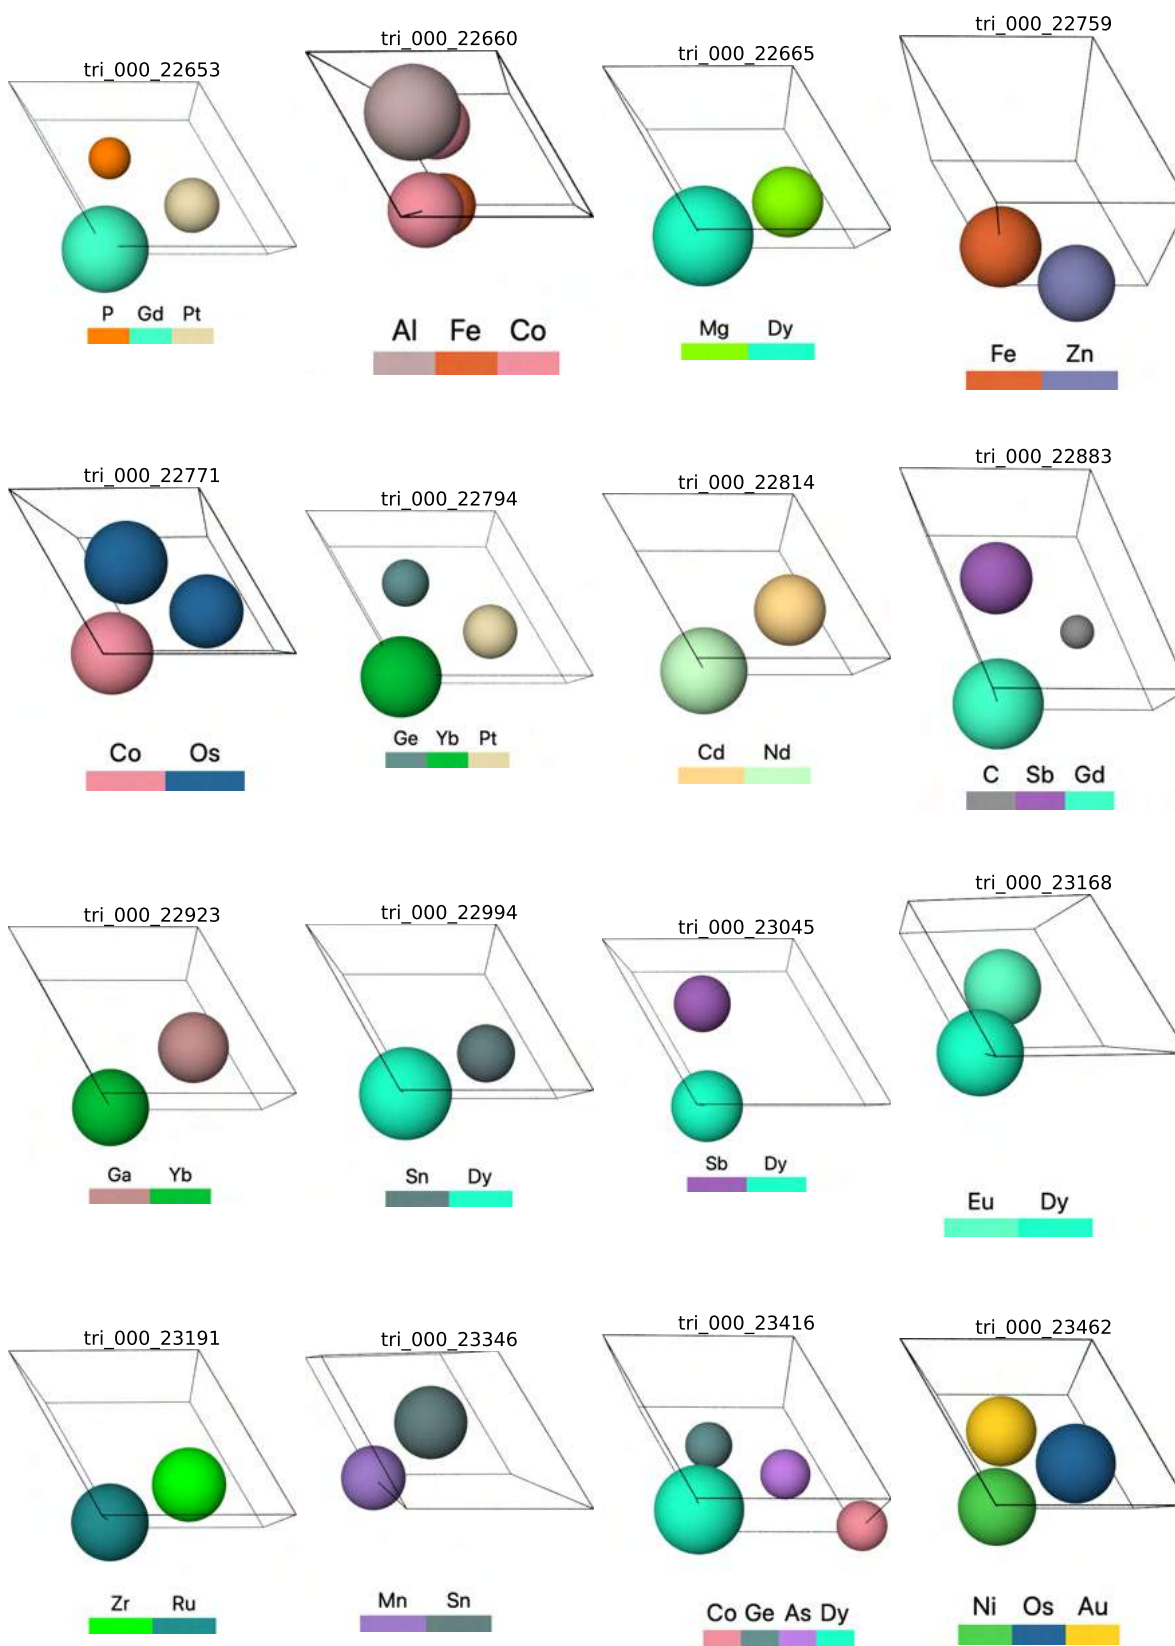 tri_000_22653
P Gd Pt
tri_000_22660
Al Fe Co
tri_000_22665
Mg Dy
tri_000_22759
Fe Zn
tri_000_22771
Co Os
tri_000_22794
Ge Yb Pt
tri_000_22814
Cd Nd
tri_000_22883
C Sb Gd
tri_000_22923
Ga Yb
tri_000_22994
Sn Dy
tri_000_23045
Sb Dy
tri_000_23168
Eu Dy
tri_000_23191
Zr Ru
tri_000_23346
Mn Sn
tri_000_23416
Co Ge As Dy
tri_000_23462
Ni Os Au